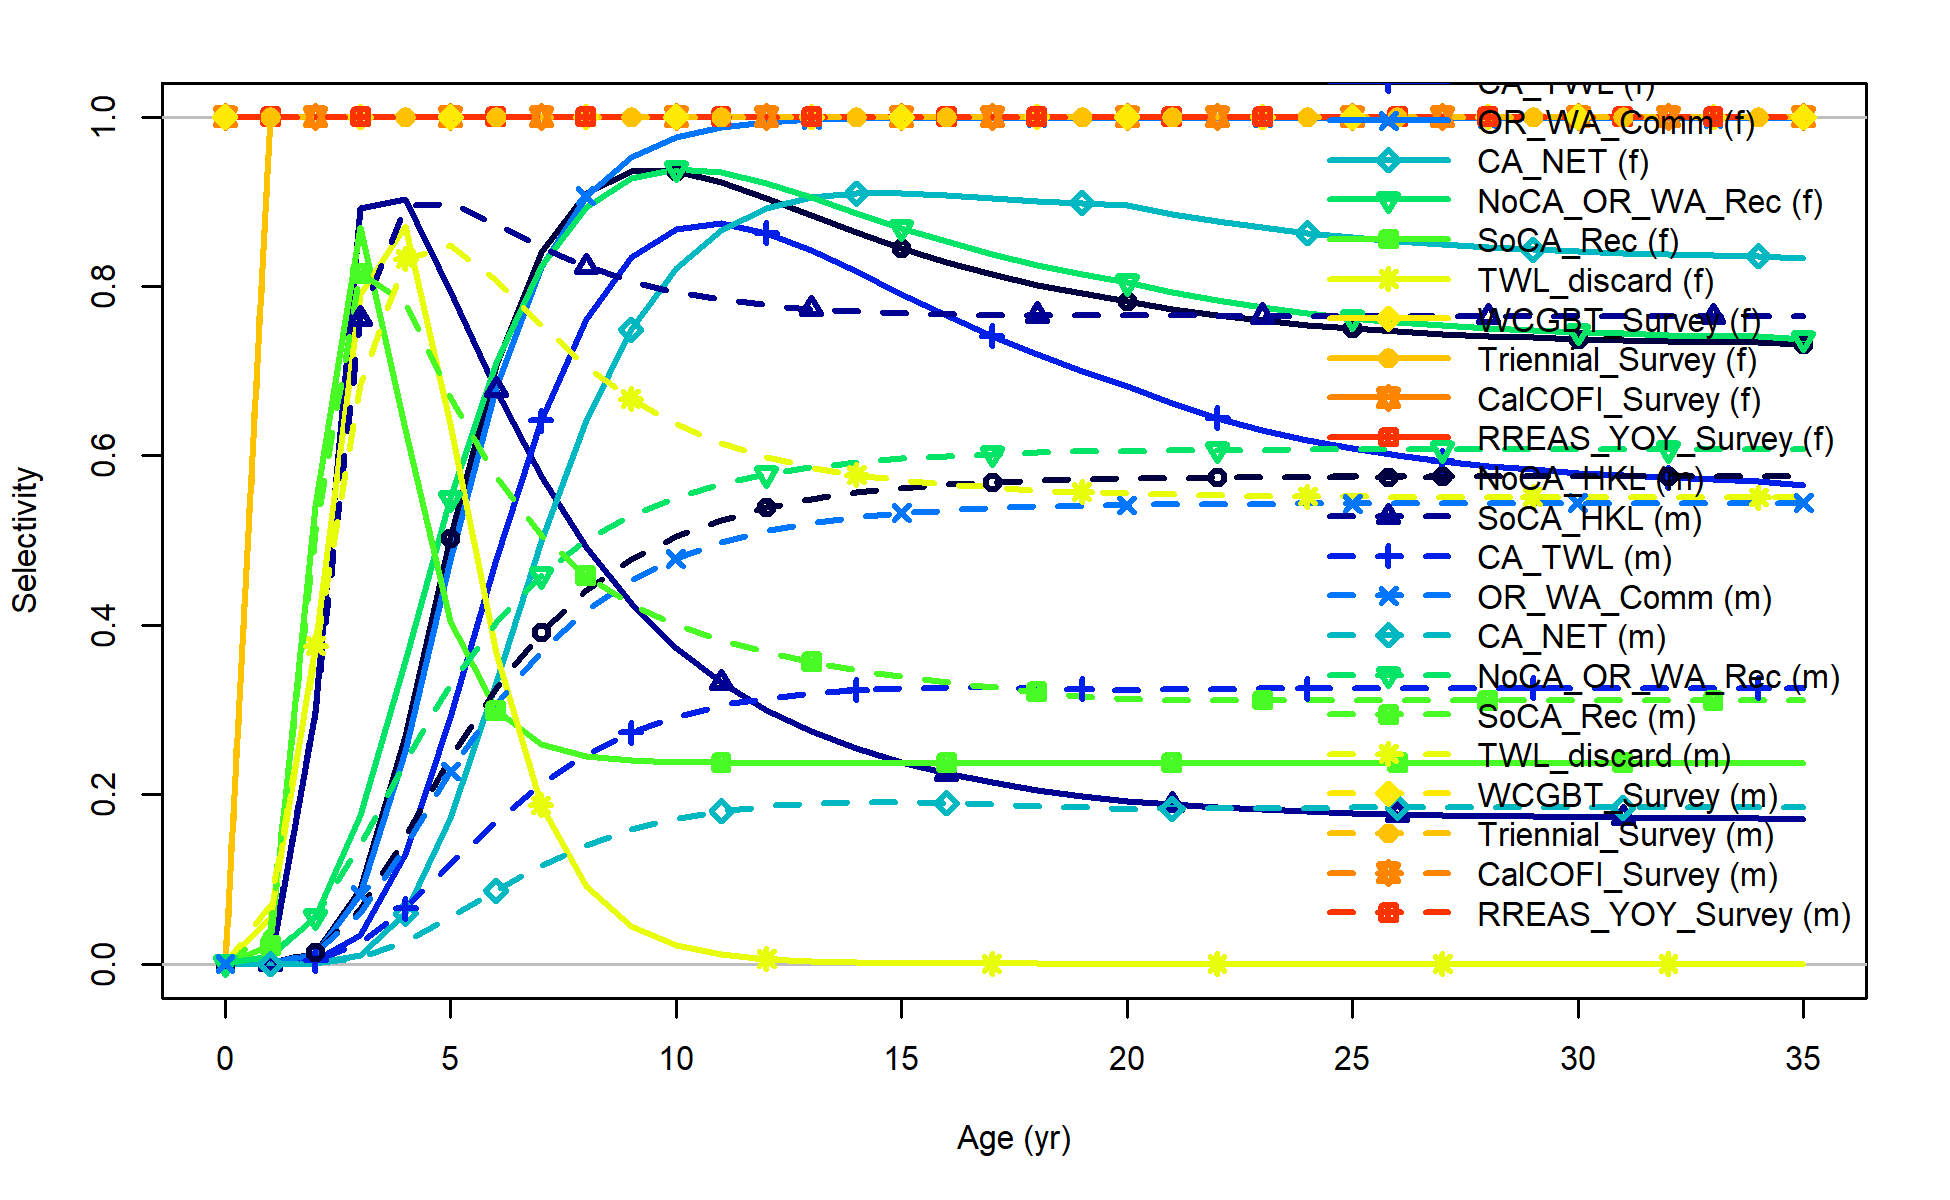 CA_TWL (f)
OR_WA_Comm (f)
CA_NET (f)
NoCA_OR_WA_Rec (f)
SoCA_Rec (f)
TWL_discard (f)
WCGBT_Survey (f)
Triennial_Survey (f)
CalCOFI_Survey (f)
RREAS_YOY_Survey (f)
NoCA_HKL (m)
SoCA_HKL (m)
CA_TWL (m)
OR_WA_Comm (m)
CA_NET (m)
NoCA_OR_WA_Rec (m)
SoCA_Rec (m)
TWL_discard (m)
WCGBT_Survey (m)
Triennial_Survey (m)
CalCOFI_Survey (m)
RREAS_YOY_Survey (m)
1.0
0.8
0.6
0.4
0.2
0.0
Selectivity
0 5 10 15 20 25 30 35
Age (yr)